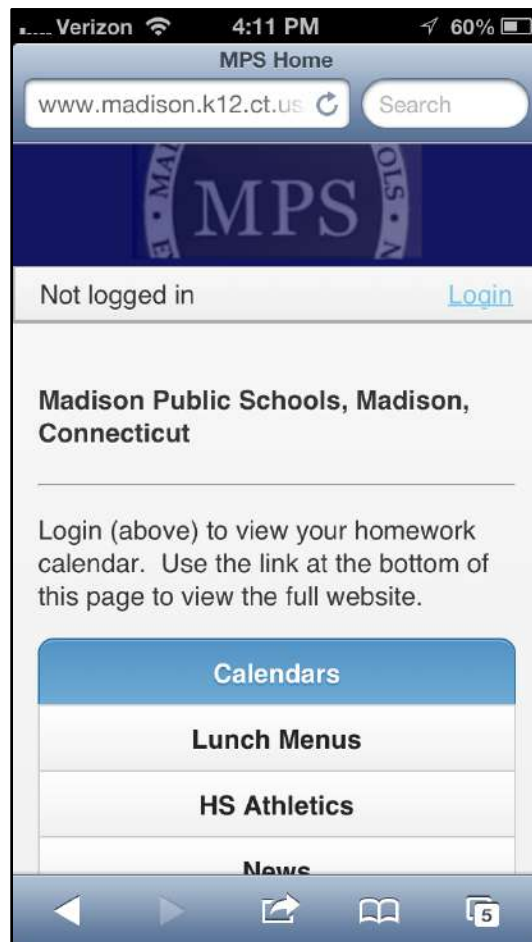 Verizon 4:11 PM 60%
MPS Home
www.madison.k12.ct.us Search
MPS
Not logged in Login
Madison Public Schools, Madison,
Connecticut
Login (above) to view your homework
calendar. Use the link at the bottom of
this page to view the full website.
Calendars
Lunch Menus
HS Athletics
News
5